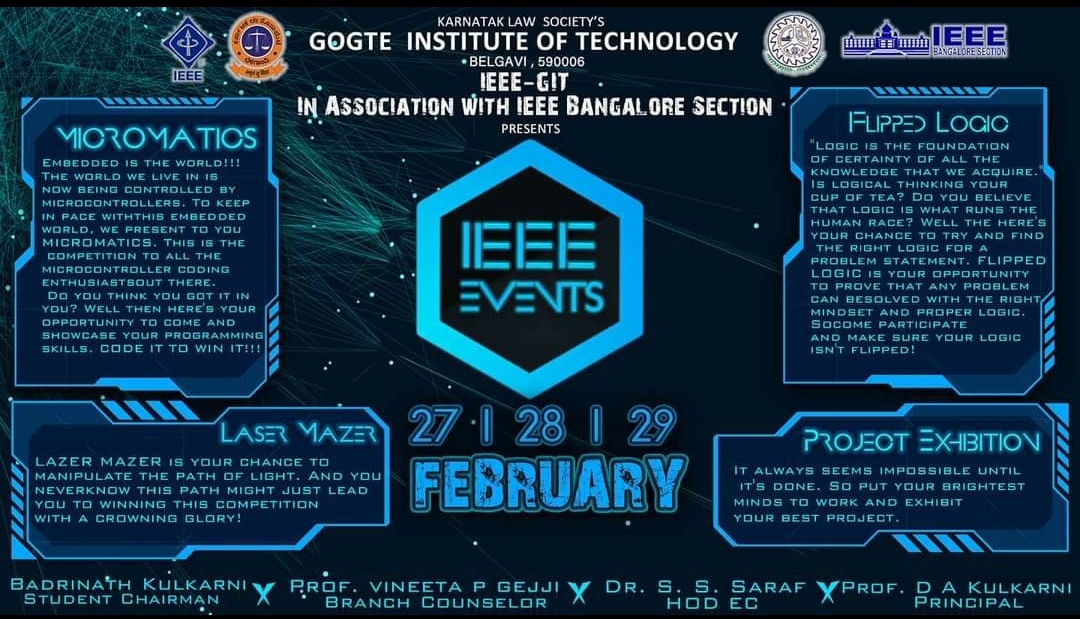 KARNATAK LAW SOCIETY'S
GOGTE INSTITUTE OF TECHNOLOGY
BELGAVI , 590006
IEEE-GIT
IN ASSOCIATION WITH IEEE BANGALORE SECTION
PRESENTS
IEEE
IEEE
BANGALORE SECTION
MICROMATICS
EMBEDDED IS THE WORLD!!!
THE WORLD WE LIVE IN IS
NOW BEING CONTROLLED BY
MICROCONTROLLERS. TO KEEP
IN PACE WITHTHIS EMBEDDED
WORLD, WE PRESENT TO YOU
MICROMATICS. THIS IS THE
COMPETITION TO ALL THE
MICROCONTROLLER CODING
ENTHUSIASTSOUT THERE.
DO YOU THINK YOU GOT IT IN
YOU? WELL THEN HERE'S YOUR
OPPORTUNITY TO COME AND
SHOWCASE YOUR PROGRAMMING
SKILLS. CODE IT TO WIN IT!!!
IEEE
EVENTS
FLIPPED LOGIC
"LOGIC IS THE FOUNDATION
OF CERTAINTY OF ALL THE
KNOWLEDGE THAT WE ACQUIRE."
IS LOGICAL THINKING YOUR
CUP OF TEA? DO YOU BELIEVE
THAT LOGIC IS WHAT RUNS THE
HUMAN RACE? WELL THE HERE'S
YOUR CHANCE TO TRY AND FIND
THE RIGHT LOGIC FOR A
PROBLEM STATEMENT. FLIPPED
LOGIC IS YOUR OPPORTUNITY
TO PROVE THAT ANY PROBLEM
CAN BESOLVED WITH THE RIGHT
MINDSET AND PROPER LOGIC.
SOCOME PARTICIPATE
AND MAKE SURE YOUR LOGIC
ISN'T FLIPPED!
27 | 28 | 29
FEBRUARY
LASER MAZER
LAZER MAZER IS YOUR CHANCE TO
MANIPULATE THE PATH OF LIGHT. AND YOU
NEVERKNOW THIS PATH MIGHT JUST LEAD
YOU TO WINNING THIS COMPETITION
WITH A CROWNING GLORY!
PROJECT EXHIBITION
IT ALWAYS SEEMS IMPOSSIBLE UNTIL
IT'S DONE. SO PUT YOUR BRIGHTEST
MINDS TO WORK AND EXHIBIT
YOUR BEST PROJECT.
BADRINATH KULKARNI
STUDENT CHAIRMAN
PROF. VINEETA P GEJJI
BRANCH COUNSELOR
DR. S. S. SARAF
HOD EC
PROF. D A KULKARNI
PRINCIPAL